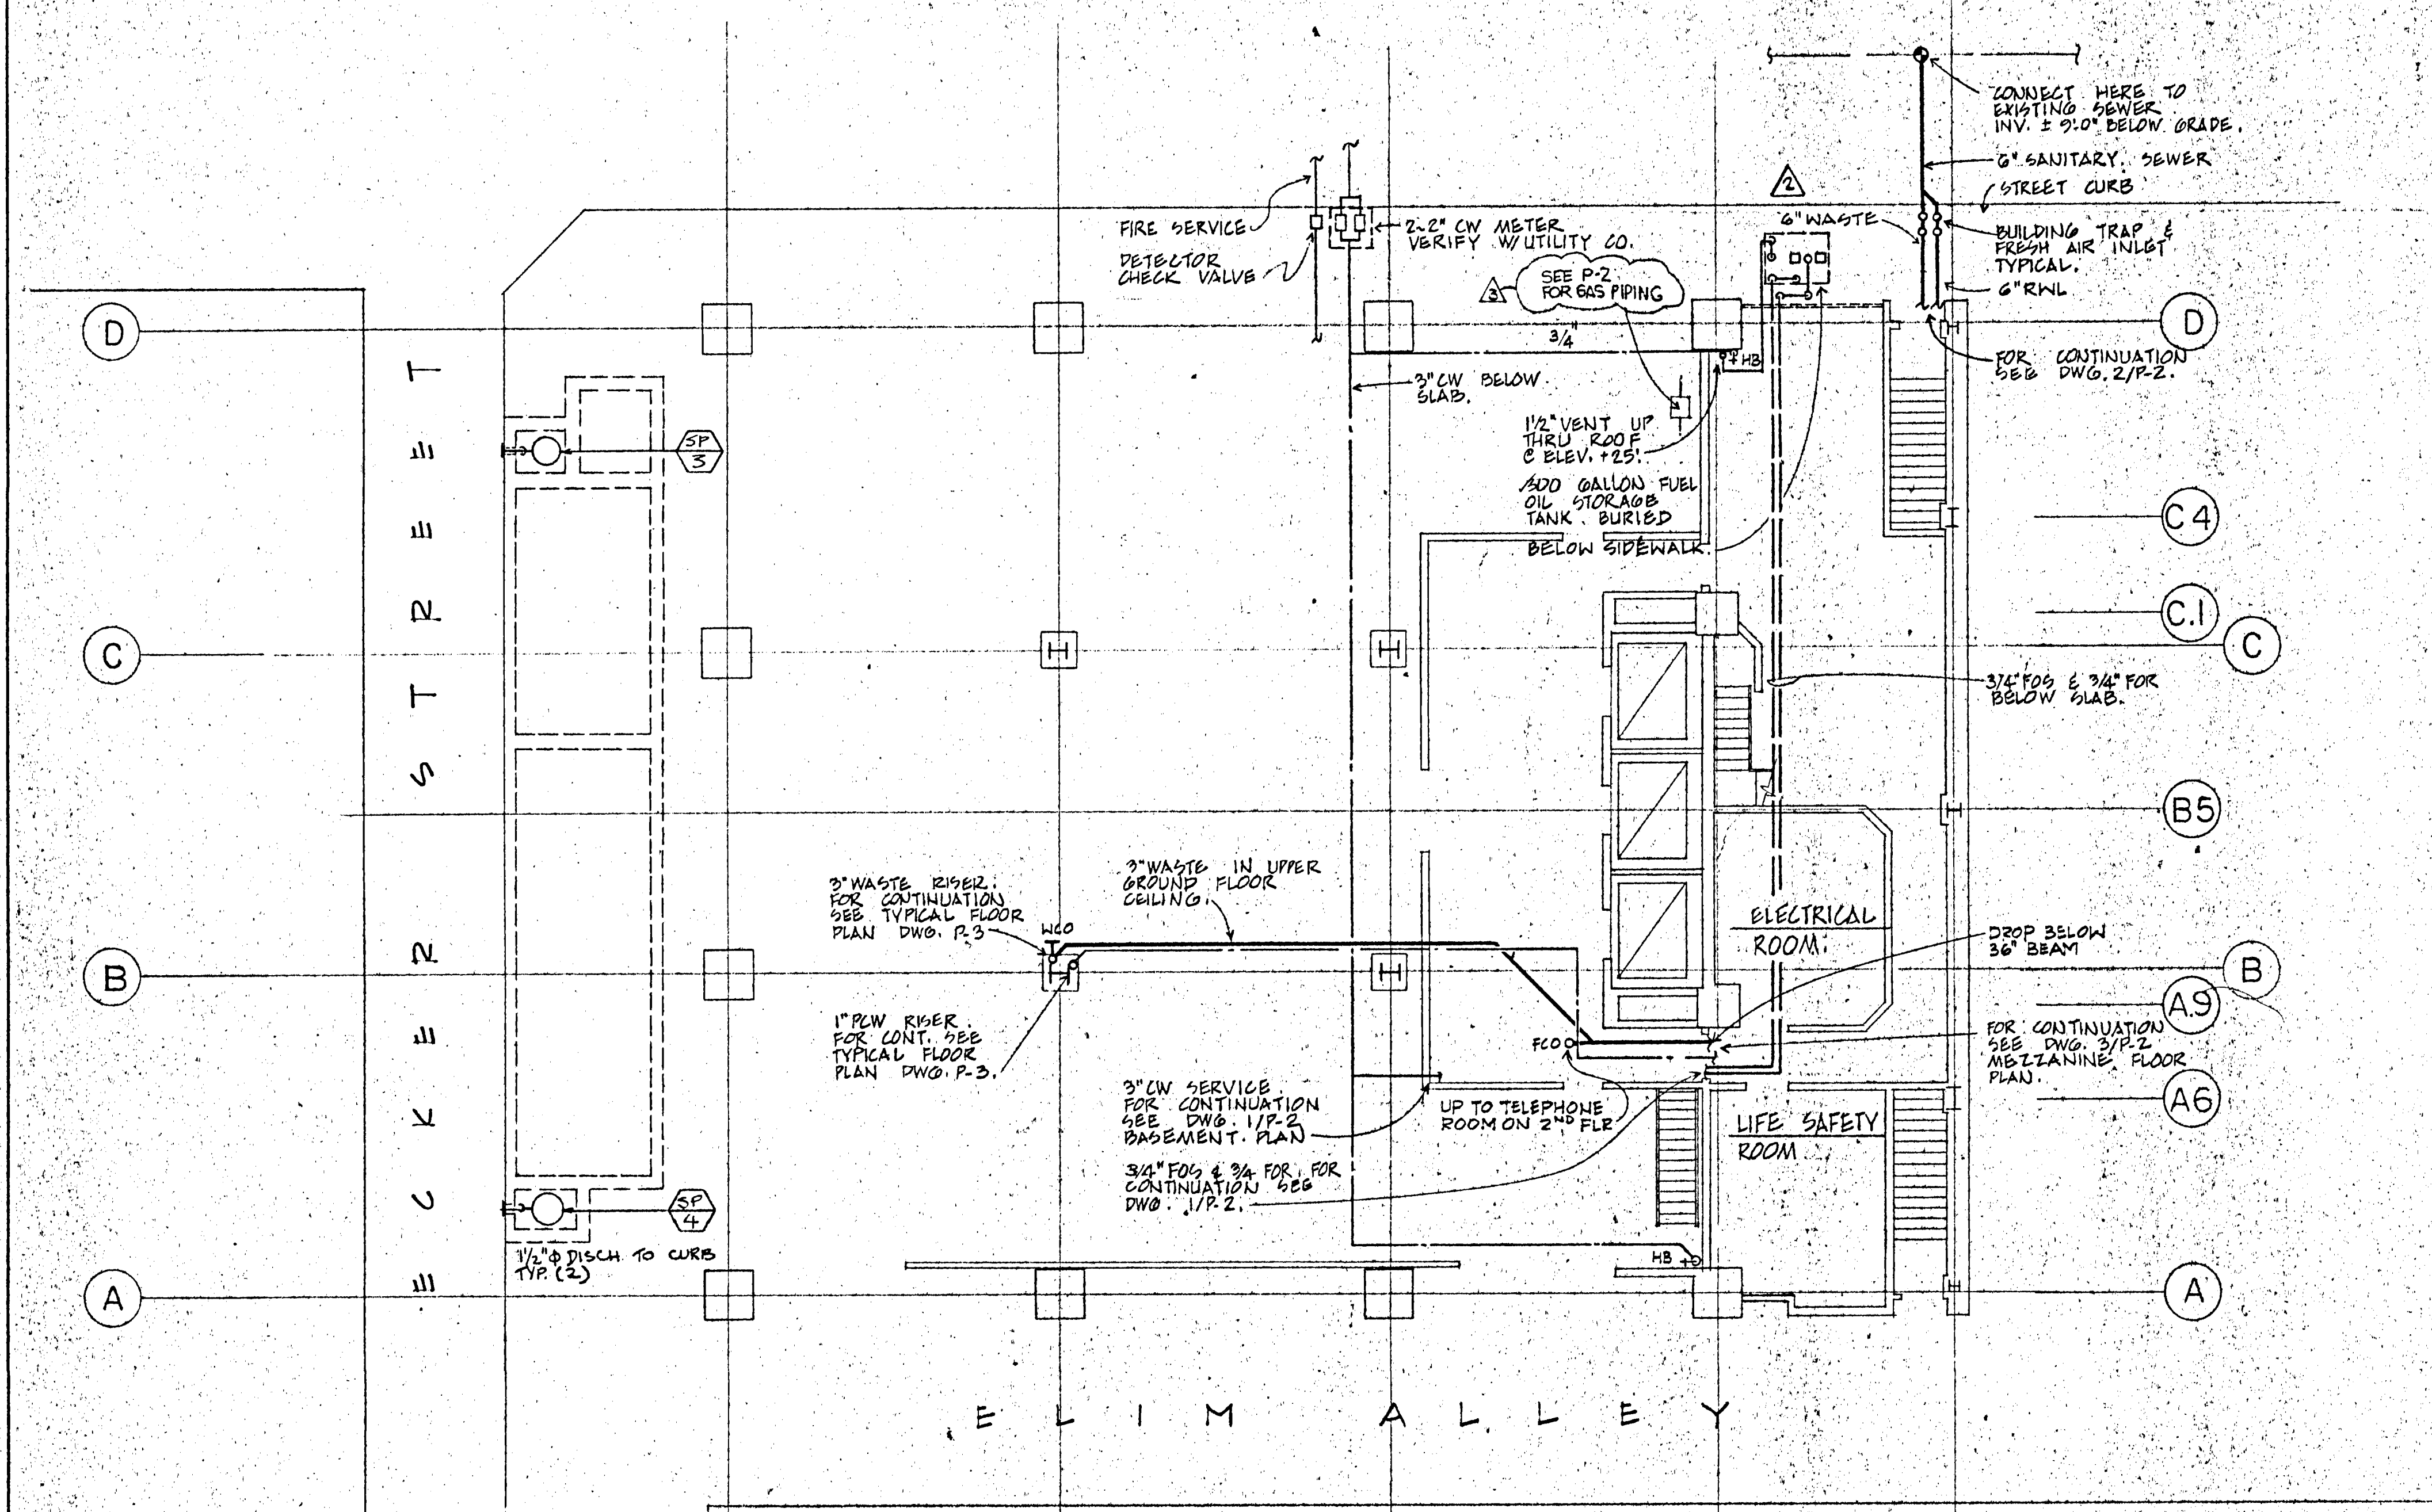 CONNECT HERE TO
EXISTING SEWER
INV. ± 9'.0" BELOW GRADE.
6" SANITARY. SEWER
STREET CURB
2
6" WASTE
BUILDING TRAP &
FRESH AIR INLET
TYPICAL.
6" RWL
FIRE SERVICE
DETECTOR
CHECK VALVE
2-2" CW METER
VERIFY W/UTILITY CO.
3
SEE P-2
FOR GAS PIPING
D
3/4"
HB
D
FOR CONTINUATION
SEE DWG. 2/P-2.
3" CW BELOW
SLAB.
1 1/2" VENT UP
THRU ROOF
@ ELEV. +25'.
GALLON FUEL
OIL STORAGE
TANK. BURIED
BELOW SIDEWALK.
SP
3
C4
C.1
C
C
3/4" FOS & 3/4" FOR
BELOW SLAB.
B5
ECKER STREET
3" WASTE RISER.
FOR CONTINUATION
SEE TYPICAL FLOOR
PLAN DWG. P-3
WCO
3" WASTE IN UPPER
GROUND FLOOR
CEILING.
ELECTRICAL
ROOM.
DROP BELOW
36" BEAM
B
B
A.9
1" PCW RISER.
FOR CONT. SEE
TYPICAL FLOOR
PLAN DWG. P-3.
FCO
FOR CONTINUATION
SEE DWG. 3/P-2
MEZZANINE FLOOR
PLAN.
3" CW SERVICE.
FOR CONTINUATION
SEE DWG. 1/P-2
BASEMENT. PLAN
UP TO TELEPHONE
ROOM ON 2ND FLR
A6
LIFE SAFETY
ROOM
3/4" FOS & 3/4 FOR. FOR
CONTINUATION SEE
DWG. 1/P-2.
SP
4
1 1/2" Φ DISCH. TO CURB
TYP. (2)
HB
A
A
ELIM ALLEY